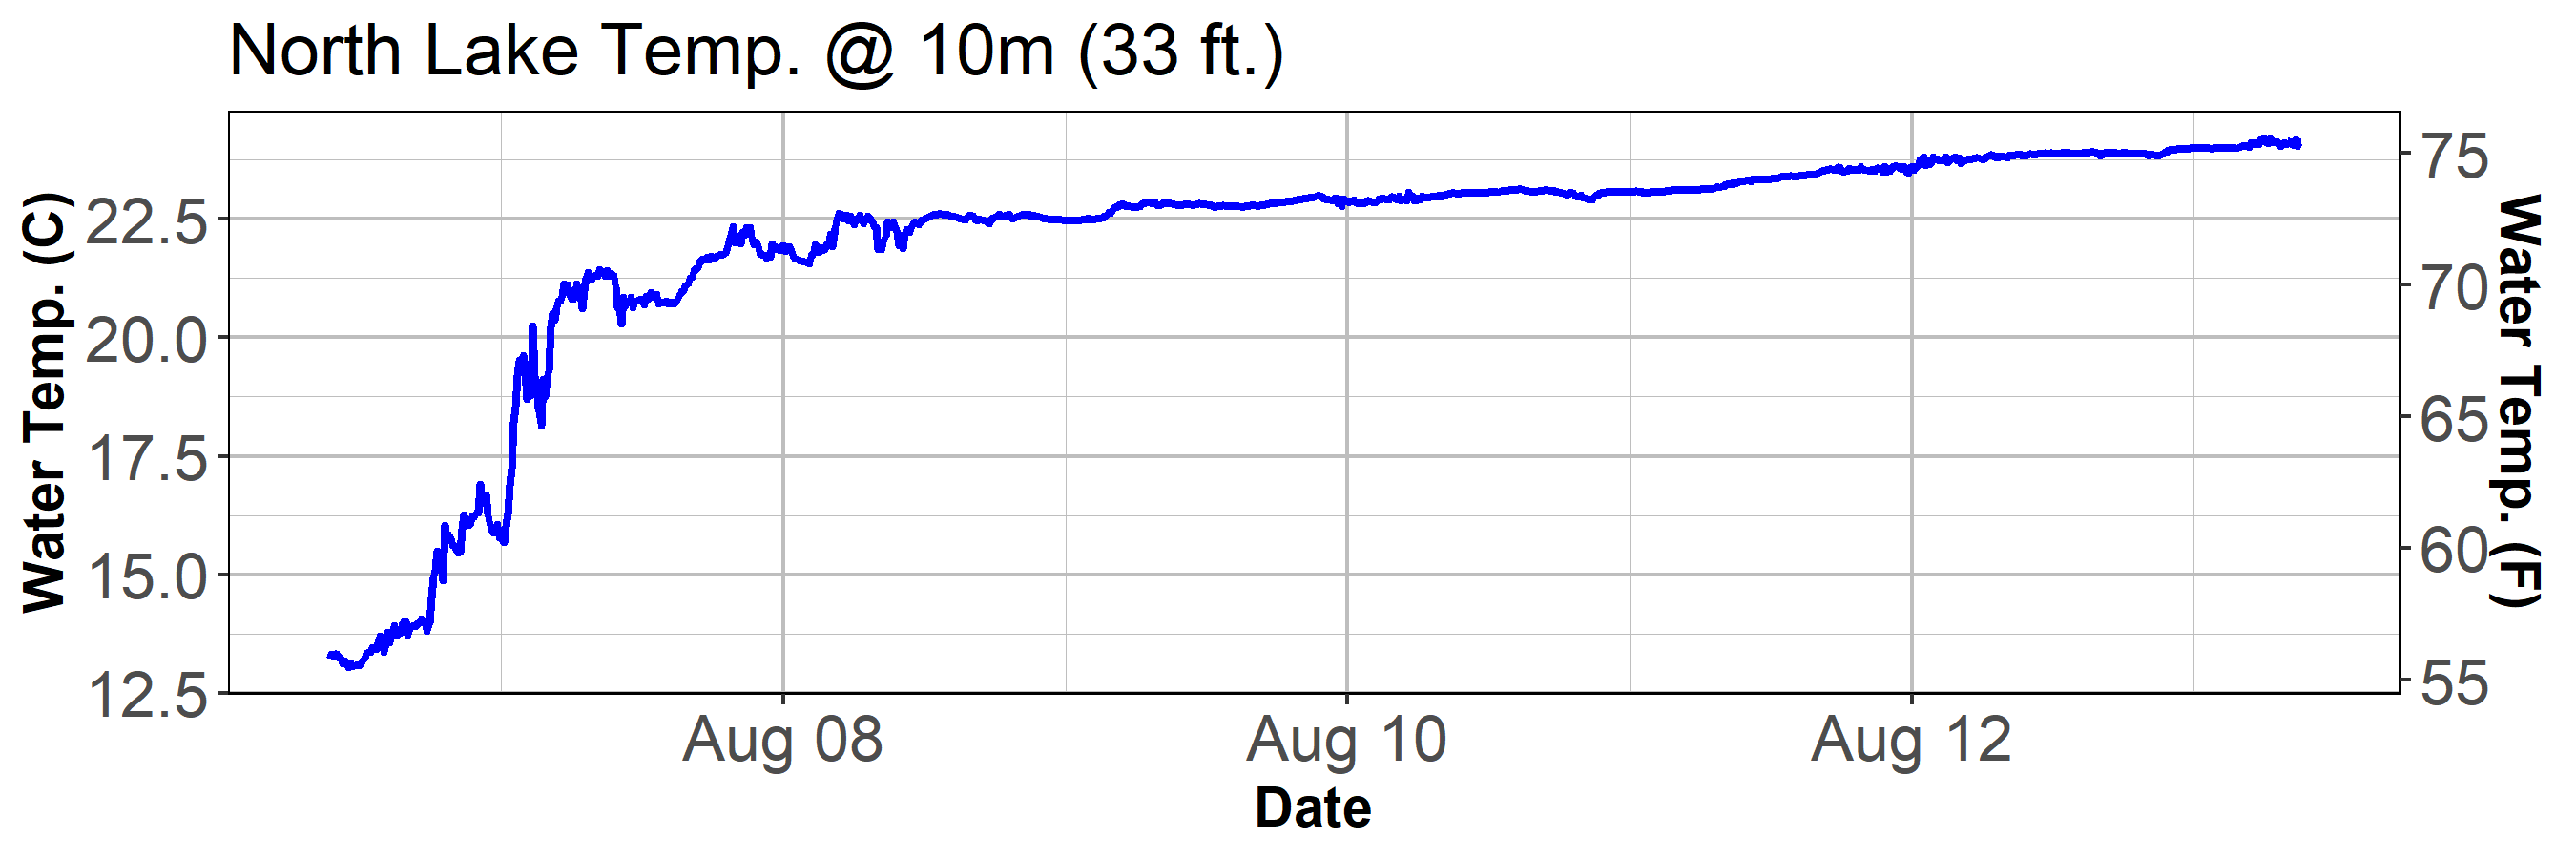 North Lake Temp. @ 10m (33 ft.)
Water Temp. (C)
22.5
20.0
17.5
15.0
12.5
75
70
65
60
55
Water Temp. (F)
Aug 08
Aug 10
Aug 12
Date